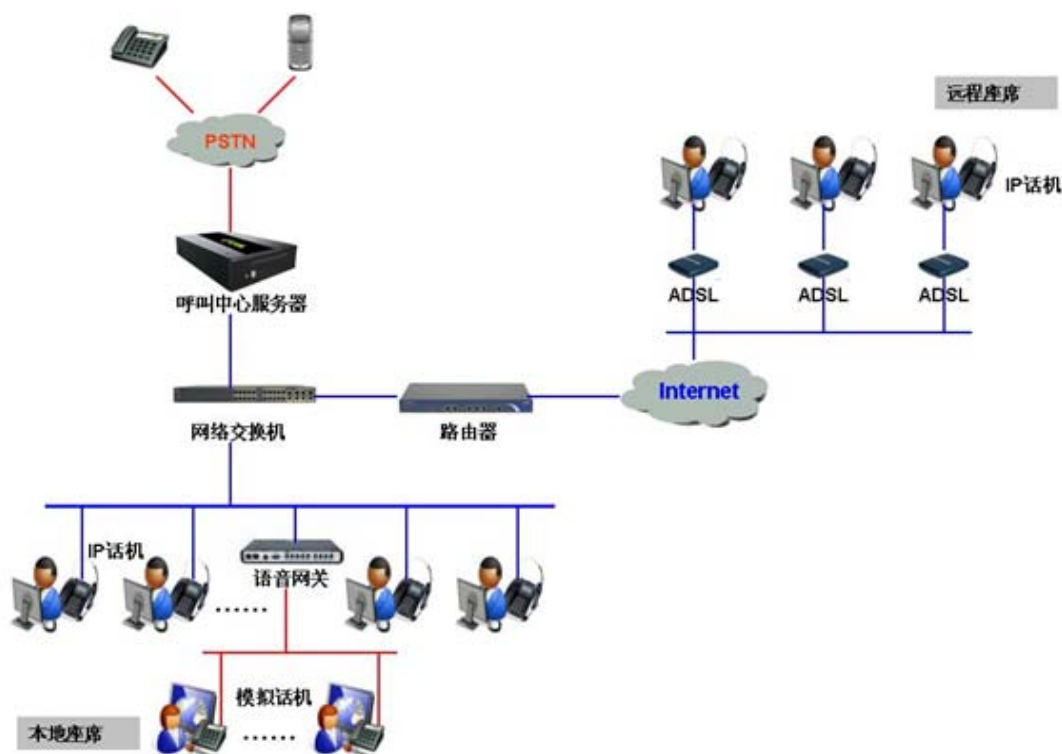 远程座席
PSTN
IP话机
呼叫中心服务器
ADSL
ADSL
ADSL
Internet
网络交换机
路由器
IP话机
语音网关
......
模拟话机
本地座席
......